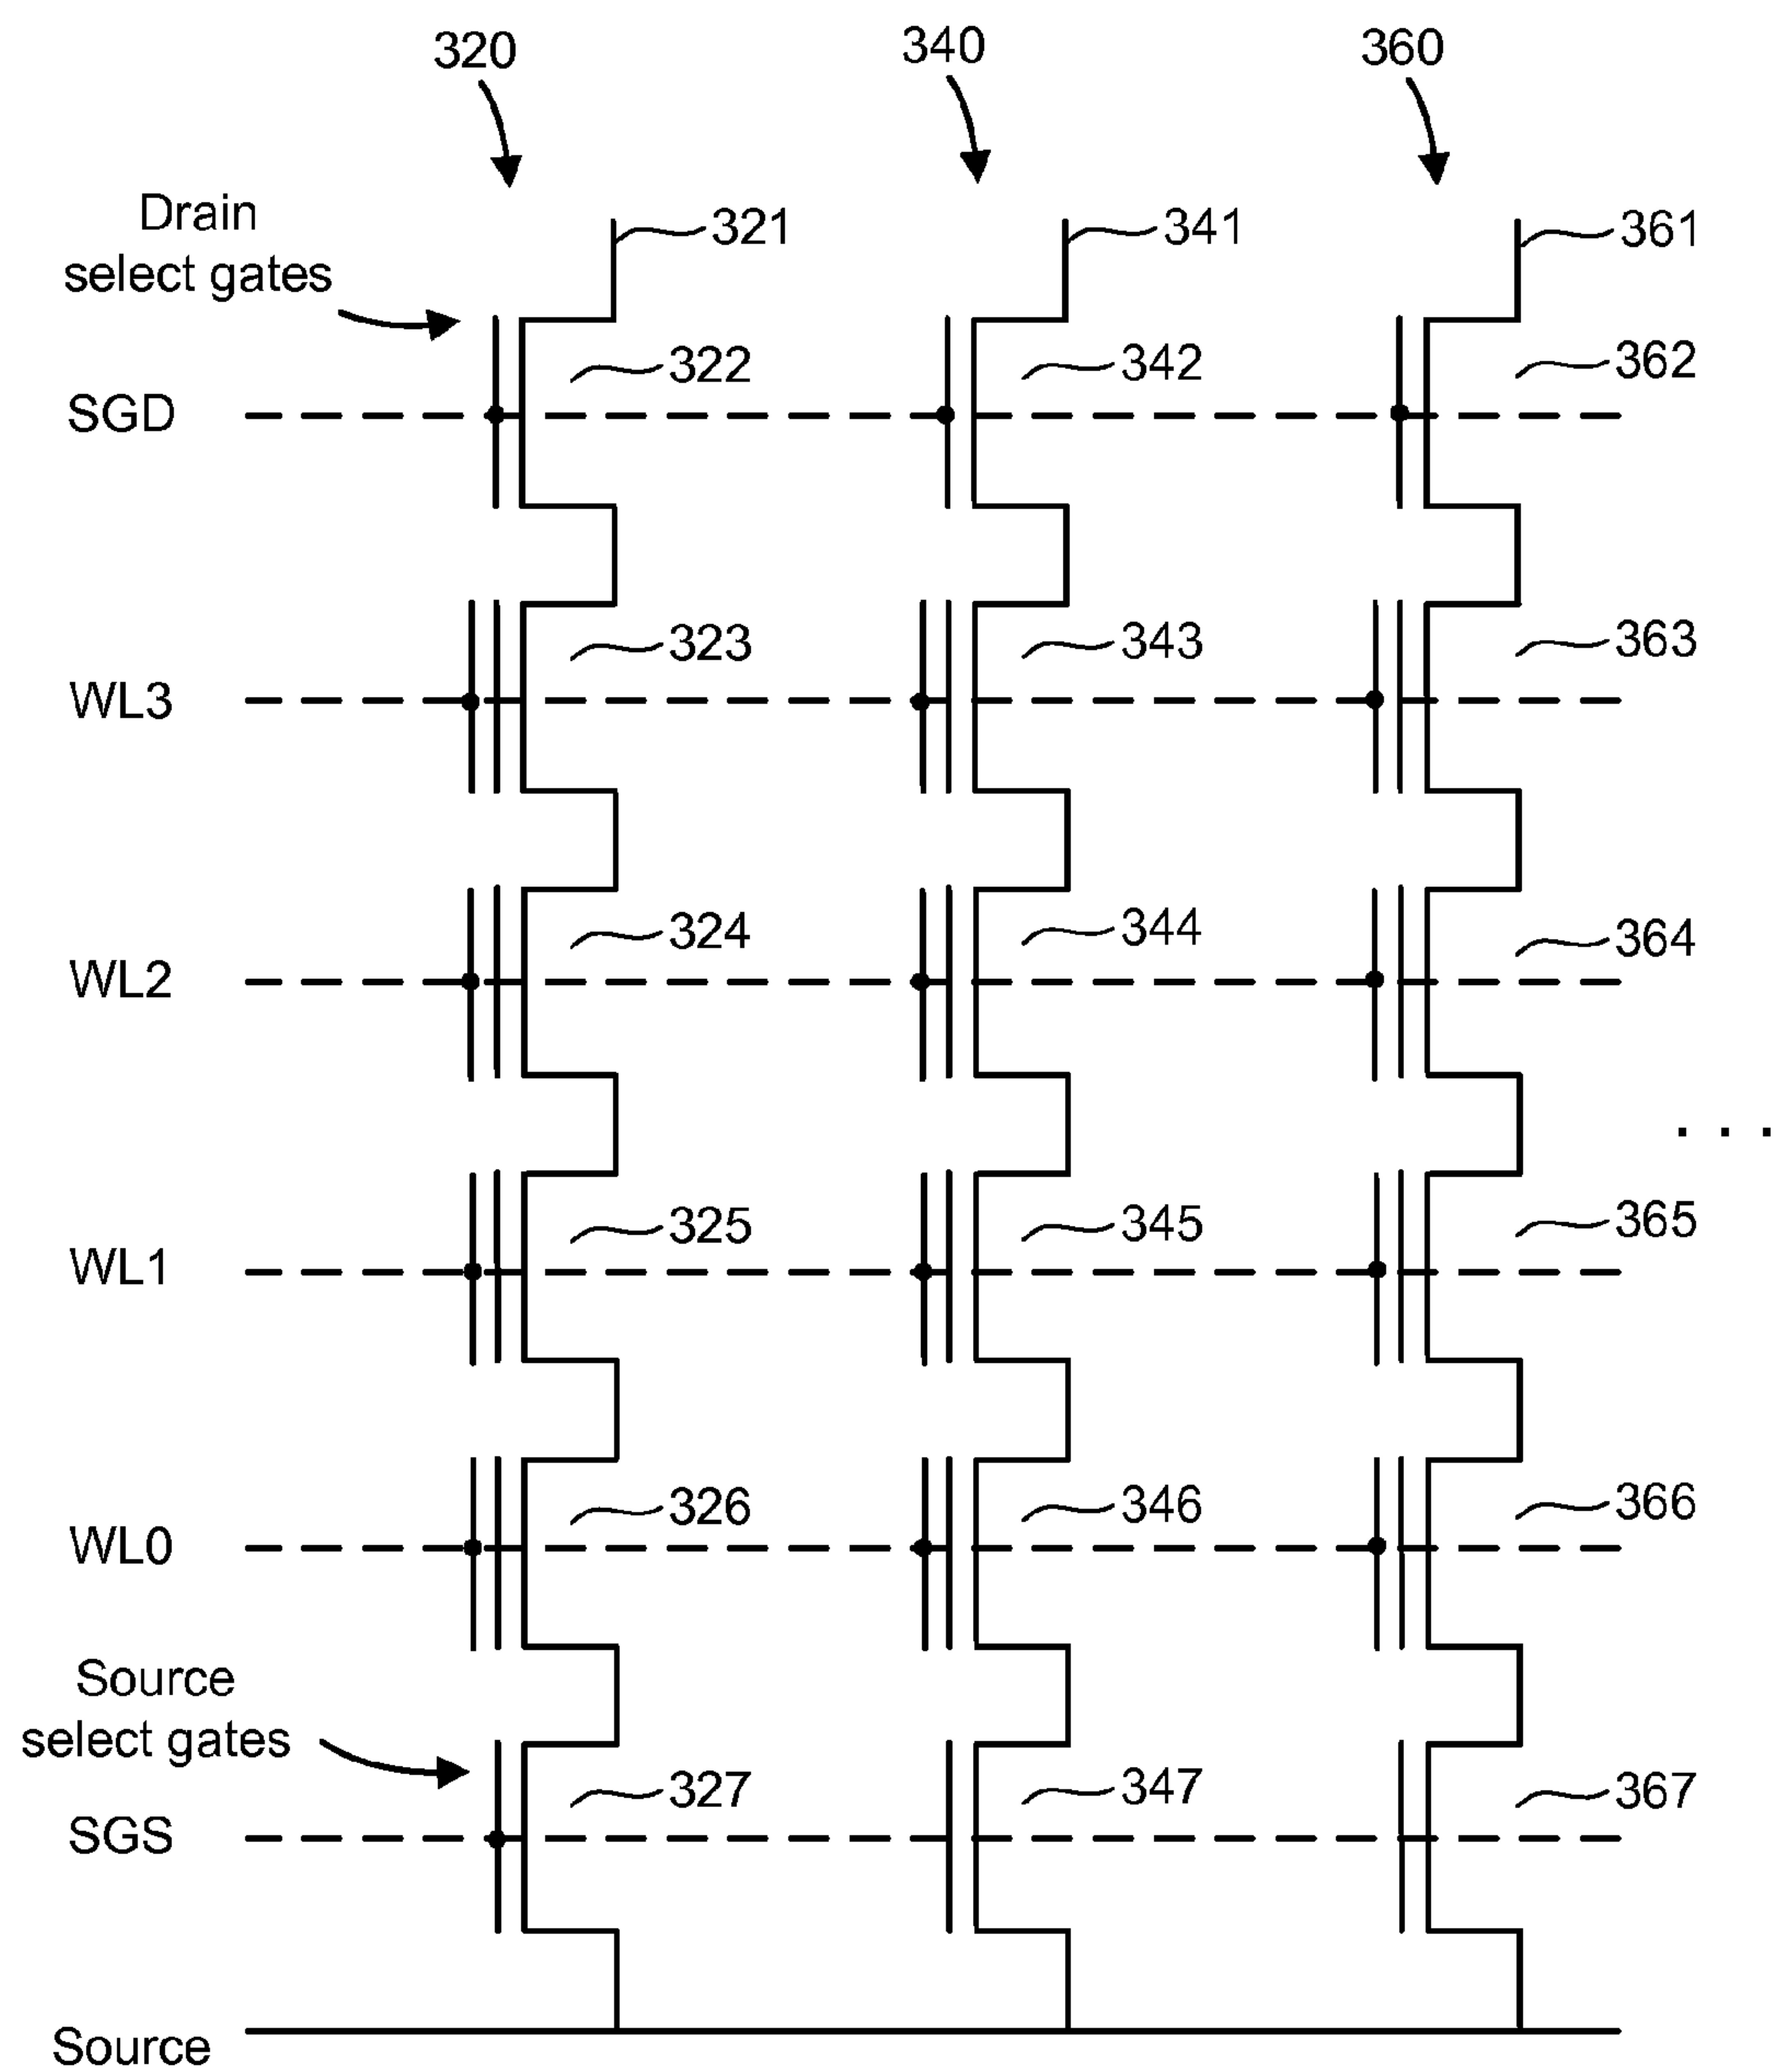 320 340 360
Drain
select gates
321 341 361
322 342 362
SGD
323 343 363
WL3
324 344 364
WL2
. . .
325 345 365
WL1
326 346 366
WL0
Source
select gates
327 347 367
SGS
Source